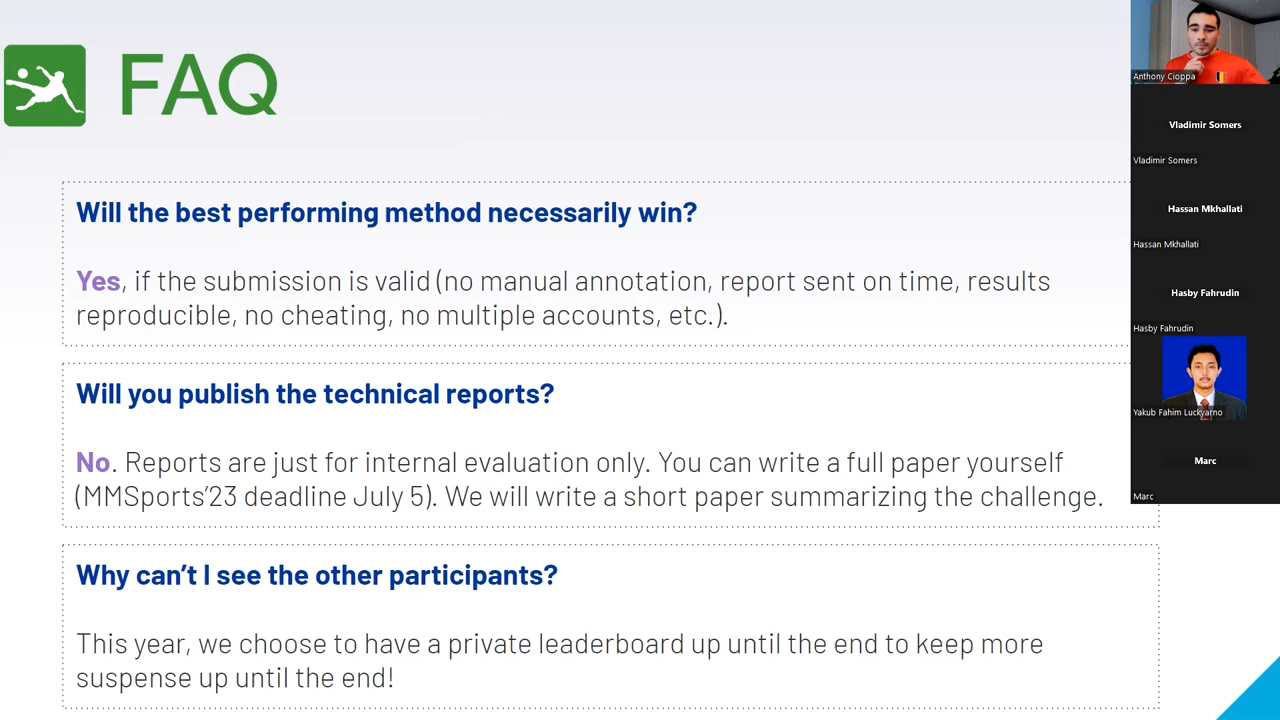 FAQ
Will the best performing method necessarily win?
Yes, if the submission is valid (no manual annotation, report sent on time, results
reproducible, no cheating, no multiple accounts, etc.).
Will you publish the technical reports?
No. Reports are just for internal evaluation only. You can write a full paper yourself
(MMSports’23 deadline July 5). We will write a short paper summarizing the challenge.
Why can’t I see the other participants?
This year, we choose to have a private leaderboard up until the end to keep more
suspense up until the end!
Anthony Cioppa
Vladimir Somers
Vladimir Somers
Hassan Mkhallati
Hassan Mkhallati
Hasby Fahrudin
Hasby Fahrudin
Yakub Fahim Luckyarno
Marc
Marc